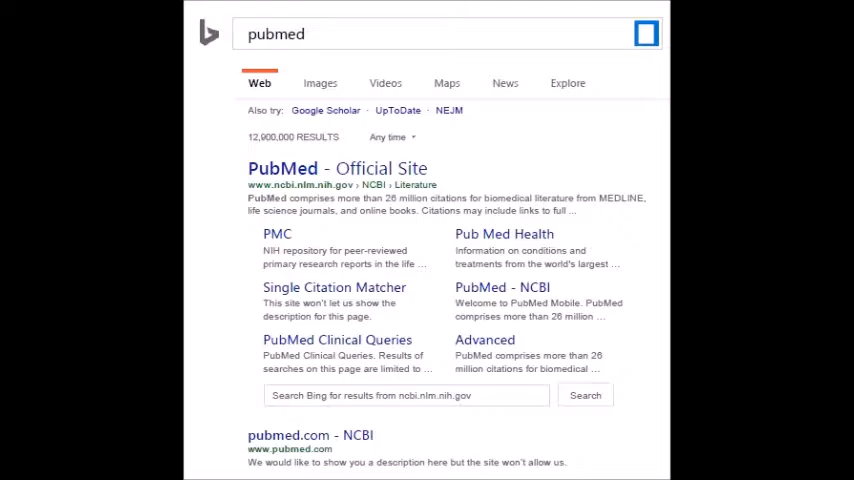 pubmed
Web Images Videos Maps News Explore
Also try: Google Scholar · UpToDate · NEJM
12,900,000 RESULTS Any time
PubMed - Official Site
www.ncbi.nlm.nih.gov › NCBI › Literature
PubMed comprises more than 26 million citations for biomedical literature from MEDLINE,
life science journals, and online books. Citations may include links to full ...
PMC
NIH repository for peer-reviewed
primary research reports in the life ...
Pub Med Health
Information on conditions and
treatments from the world's largest ...
Single Citation Matcher
This site won't let us show the
description for this page.
PubMed - NCBI
Welcome to PubMed Mobile. PubMed
comprises more than 26 million ...
PubMed Clinical Queries
PubMed Clinical Queries. Results of
searches on this page are limited to ...
Advanced
PubMed comprises more than 26
million citations for biomedical ...
Search Bing for results from ncbi.nlm.nih.gov Search
pubmed.com - NCBI
www.pubmed.com
We would like to show you a description here but the site won't allow us.